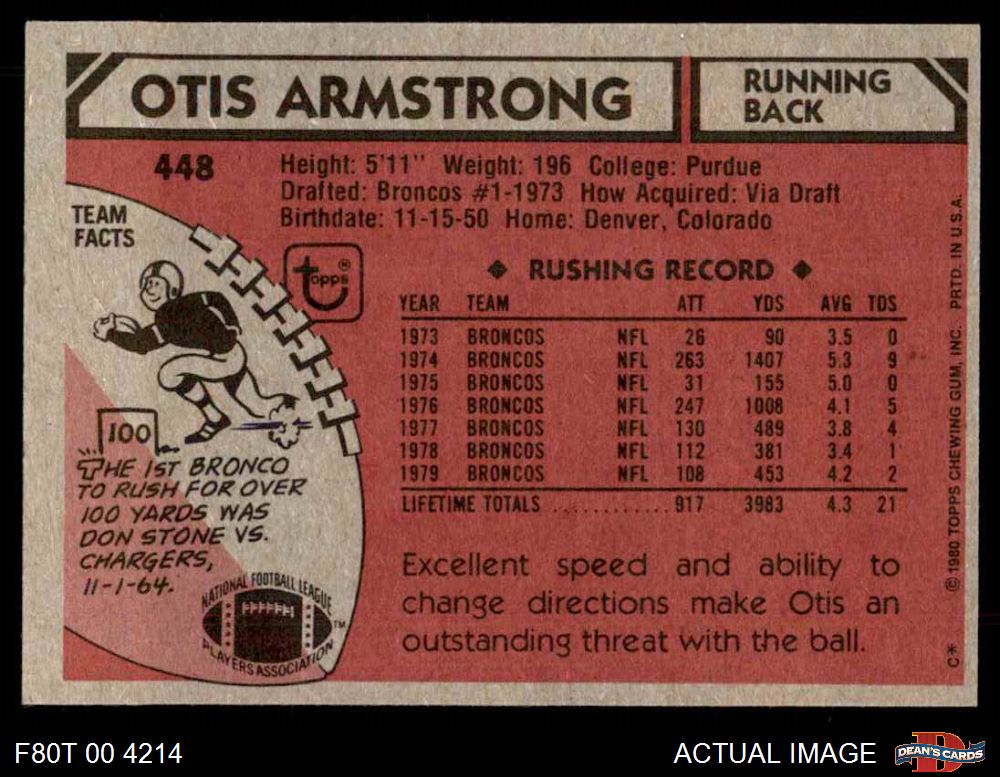 OTIS ARMSTRONG
RUNNING
BACK
448
Height: 5'11" Weight: 196 College: Purdue
Drafted: Broncos #1-1973 How Acquired: Via Draft
Birthdate: 11-15-50 Home: Denver, Colorado
TEAM
FACTS
topps®
◆ RUSHING RECORD ◆
YEAR TEAM ATT YDS AVG TDS
1973 BRONCOS NFL 26 90 3.5 0
1974 BRONCOS NFL 263 1407 5.3 9
1975 BRONCOS NFL 31 155 5.0 0
1976 BRONCOS NFL 247 1008 4.1 5
1977 BRONCOS NFL 130 489 3.8 4
1978 BRONCOS NFL 112 381 3.4 1
1979 BRONCOS NFL 108 453 4.2 2
LIFETIME TOTALS ............ 917 3983 4.3 21
100
THE 1ST BRONCO
TO RUSH FOR OVER
100 YARDS WAS
DON STONE VS.
CHARGERS,
11-1-64.
NATIONAL FOOTBALL LEAGUE
PLAYERS ASSOCIATION
TM
Excellent speed and ability to
change directions make Otis an
outstanding threat with the ball.
© 1980 TOPPS CHEWING GUM, INC. PRTD. IN U.S.A.
C*
F80T 00 4214
ACTUAL IMAGE
D
DEAN'S CARDS